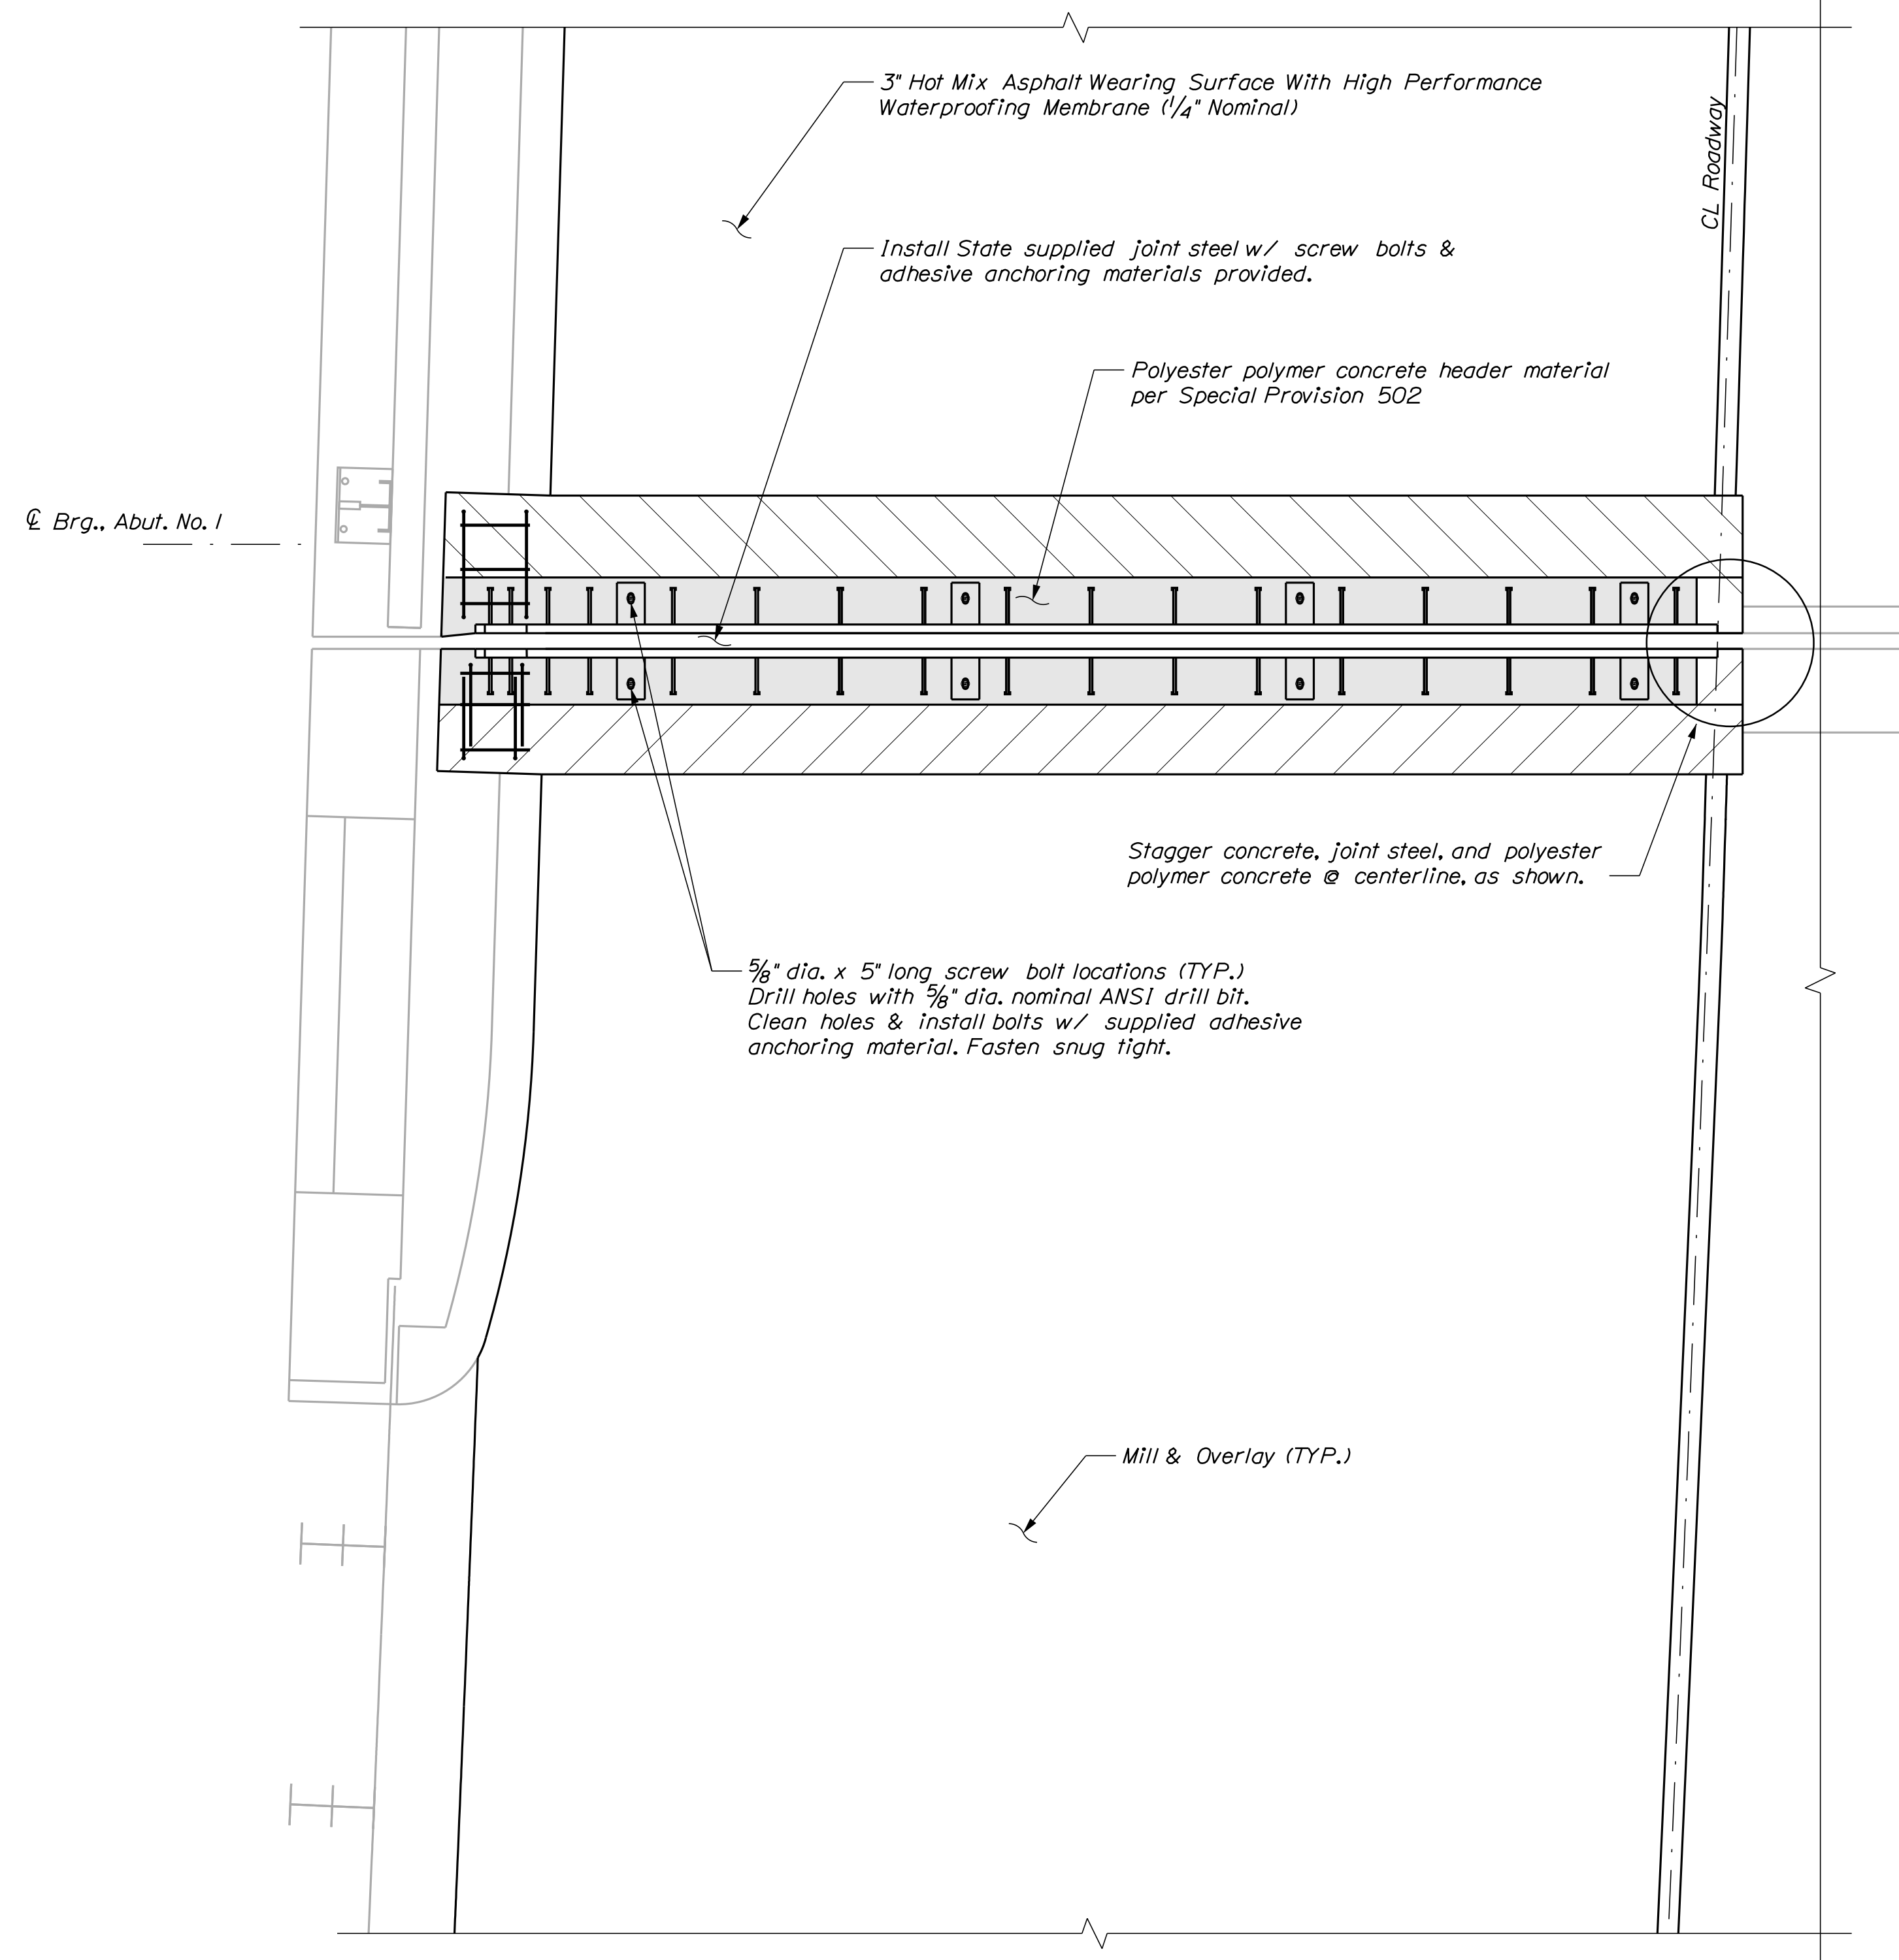 3" Hot Mix Asphalt Wearing Surface With High Performance
Waterproofing Membrane (1/4" Nominal)
CL Roadway
Install State supplied joint steel w/ screw bolts &
adhesive anchoring materials provided.
Polyester polymer concrete header material
per Special Provision 502
℄ Brg., Abut. No. 1
Stagger concrete, joint steel, and polyester
polymer concrete @ centerline, as shown.
5/8" dia. x 5" long screw bolt locations (TYP.)
Drill holes with 5/8" dia. nominal ANSI drill bit.
Clean holes & install bolts w/ supplied adhesive
anchoring material. Fasten snug tight.
Mill & Overlay (TYP.)